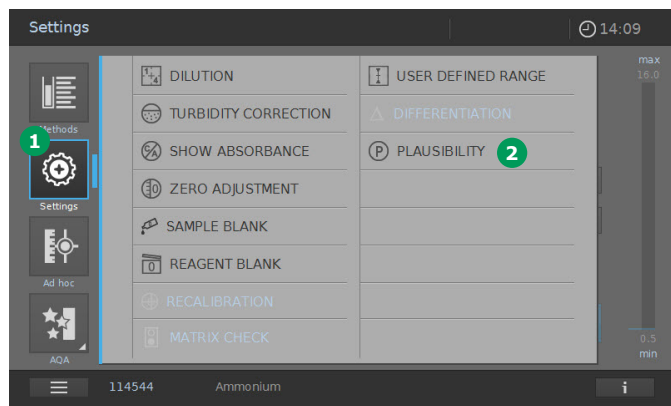 Settings
14:09
Methods
1
Settings
Ad hoc
AQA
DILUTION
TURBIDITY CORRECTION
SHOW ABSORBANCE
ZERO ADJUSTMENT
SAMPLE BLANK
REAGENT BLANK
RECALIBRATION
MATRIX CHECK
USER DEFINED RANGE
DIFFERENTIATION
P PLAUSIBILITY 2
max
16.0
0.5
min
114544 Ammonium
i